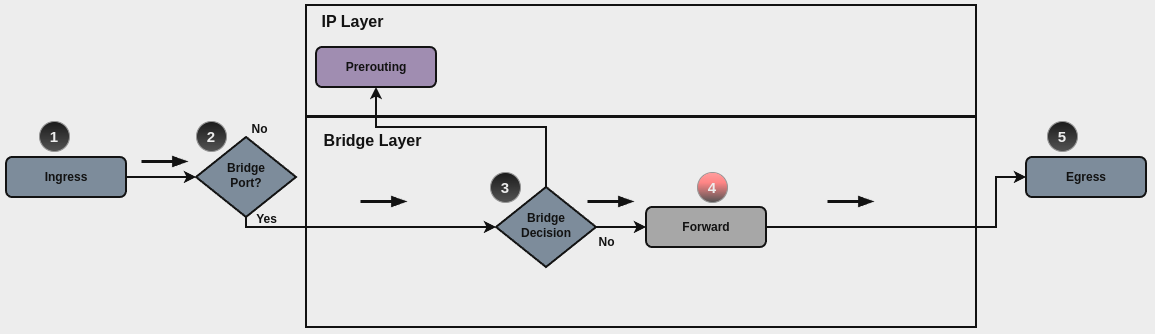 IP Layer
Prerouting
1
2
No
Bridge Layer
5
Ingress
Bridge
Port?
Egress
3
4
Yes
Bridge
Decision
Forward
No